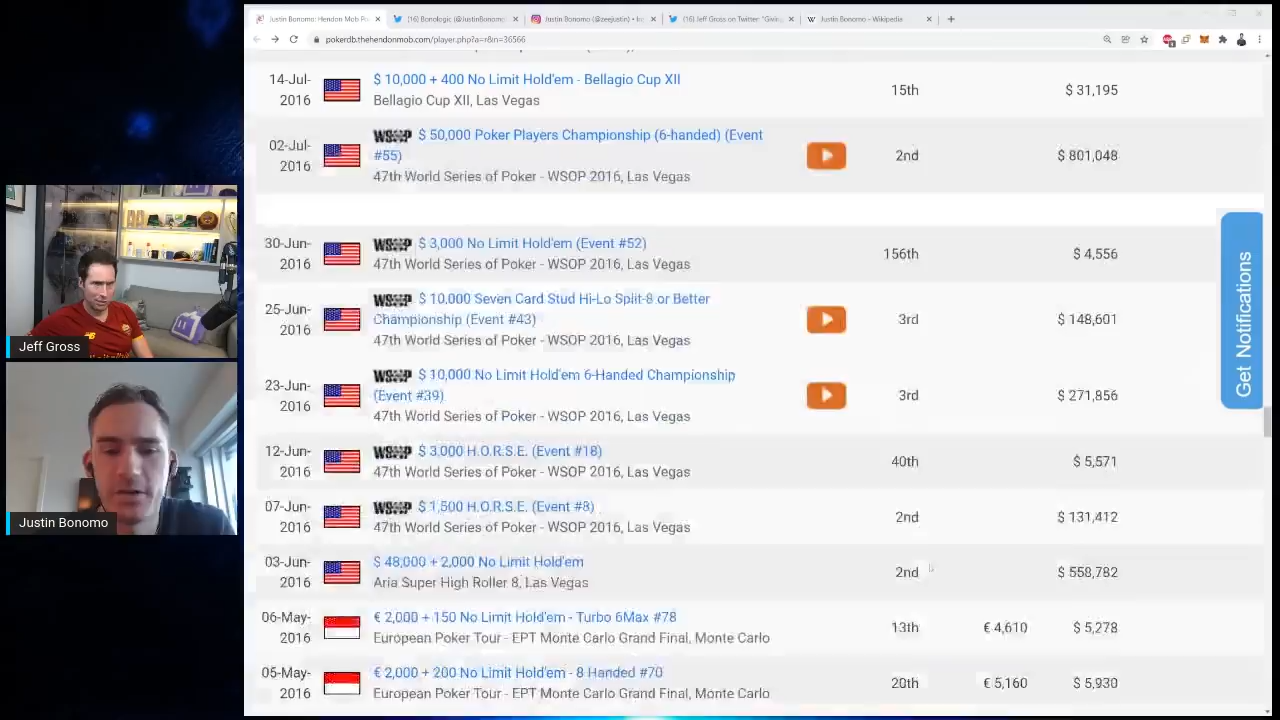 Justin Bonomo: Hendon Mob Po
(16) Bonologic (@JustinBonomo
Justin Bonomo (@zeejustin) •
(16) Jeff Gross on Twitter: "Givi
Justin Bonomo - Wikipedia
pokerdb.thehendonmob.com/player.php?a=r&n=36566
14-Jul-
2016
$ 10,000 + 400 No Limit Hold'em - Bellagio Cup XII
Bellagio Cup XII, Las Vegas
15th
$ 31,195
02-Jul-
2016
WSOP $ 50,000 Poker Players Championship (6-handed) (Event
#55)
47th World Series of Poker - WSOP 2016, Las Vegas
2nd
$ 801,048
30-Jun-
2016
WSOP $ 3,000 No Limit Hold'em (Event #52)
47th World Series of Poker - WSOP 2016, Las Vegas
156th
$ 4,556
25-Jun-
2016
WSOP $ 10,000 Seven Card Stud Hi-Lo Split-8 or Better
Championship (Event #43)
47th World Series of Poker - WSOP 2016, Las Vegas
3rd
$ 148,601
23-Jun-
2016
WSOP $ 10,000 No Limit Hold'em 6-Handed Championship
(Event #39)
47th World Series of Poker - WSOP 2016, Las Vegas
3rd
$ 271,856
12-Jun-
2016
WSOP $ 3,000 H.O.R.S.E. (Event #18)
47th World Series of Poker - WSOP 2016, Las Vegas
40th
$ 5,571
07-Jun-
2016
WSOP $ 1,500 H.O.R.S.E. (Event #8)
47th World Series of Poker - WSOP 2016, Las Vegas
2nd
$ 131,412
03-Jun-
2016
$ 48,000 + 2,000 No Limit Hold'em
Aria Super High Roller 8, Las Vegas
2nd
$ 558,782
06-May-
2016
€ 2,000 + 150 No Limit Hold'em - Turbo 6Max #78
European Poker Tour - EPT Monte Carlo Grand Final, Monte Carlo
13th
€ 4,610
$ 5,278
05-May-
2016
€ 2,000 + 200 No Limit Hold'em - 8 Handed #70
European Poker Tour - EPT Monte Carlo Grand Final, Monte Carlo
20th
€ 5,160
$ 5,930
Get Notifications
Jeff Gross
Justin Bonomo